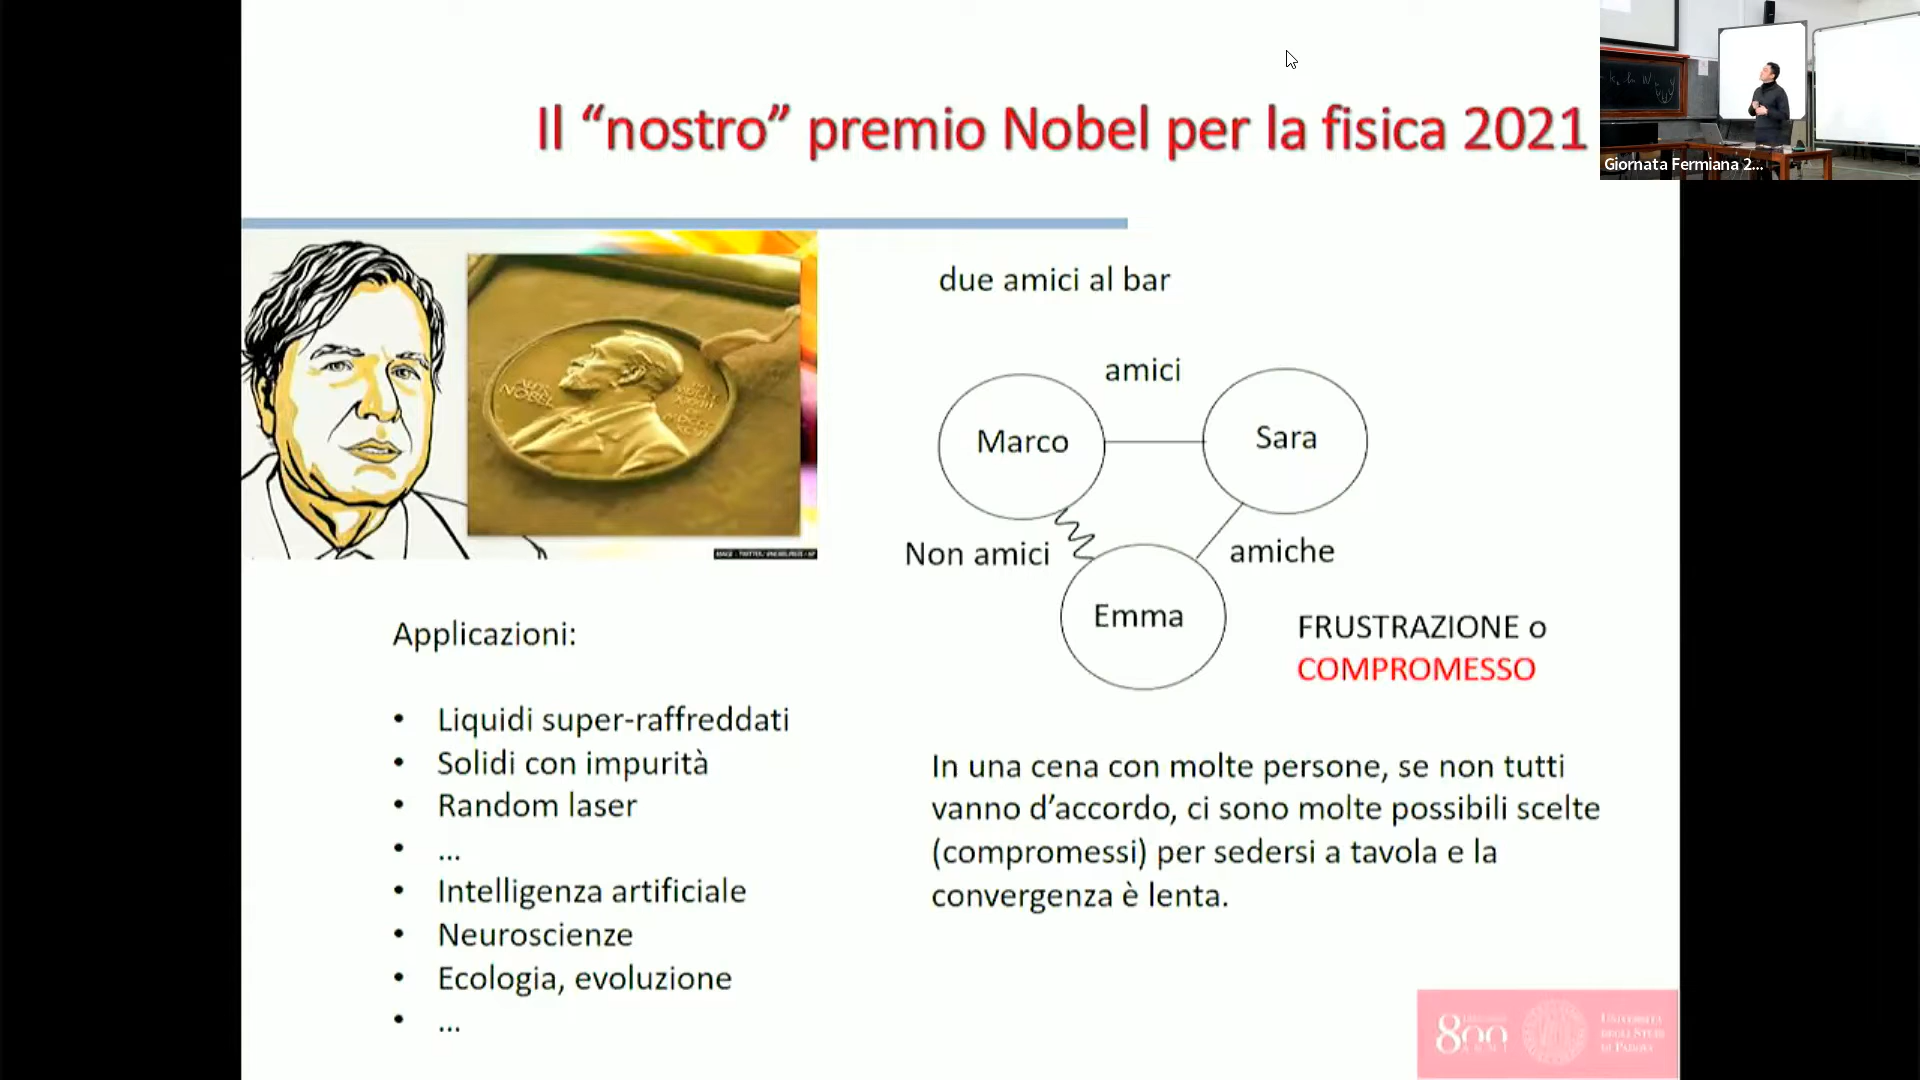 Il “nostro” premio Nobel per la fisica 2021
Giornata Fermiana 2...
due amici al bar
amici
Marco
Sara
Non amici
amiche
Emma
FRUSTRAZIONE o
COMPROMESSO
NOBEL
Applicazioni:
• Liquidi super-raffreddati
• Solidi con impurità
• Random laser
• ...
• Intelligenza artificiale
• Neuroscienze
• Ecologia, evoluzione
• ...
In una cena con molte persone, se non tutti
vanno d’accordo, ci sono molte possibili scelte
(compromessi) per sedersi a tavola e la
convergenza è lenta.
800
ANNI
UNIVERSITÀ
DEGLI STUDI
DI PADOVA